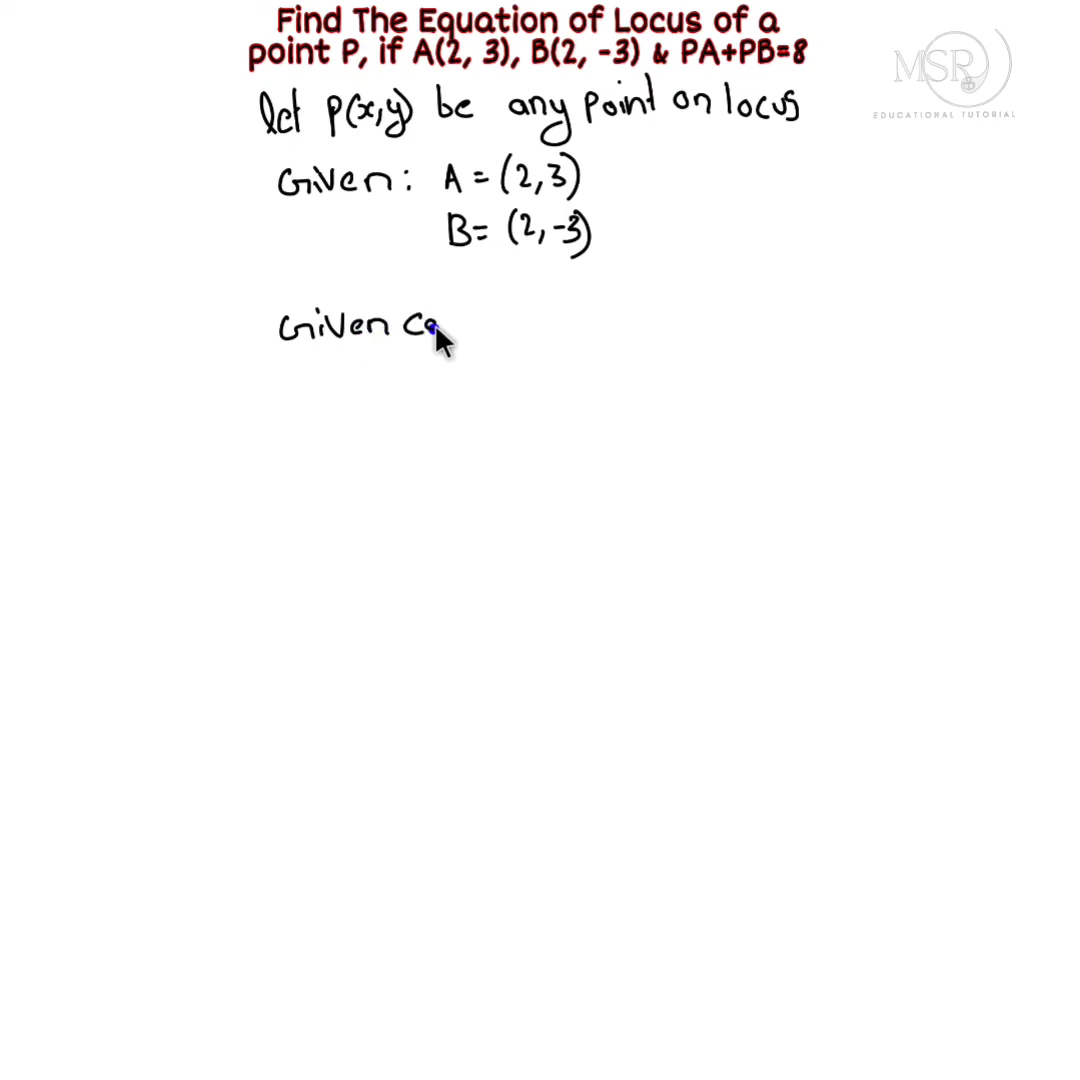 Find The Equation of Locus of a
point P, if A(2, 3), B(2, -3) & PA+PB=8
MSR
EDUCATIONAL TUTORIAL
let P(x,y) be any point on locus
Given: A = (2,3)
B= (2,-3)
Given co